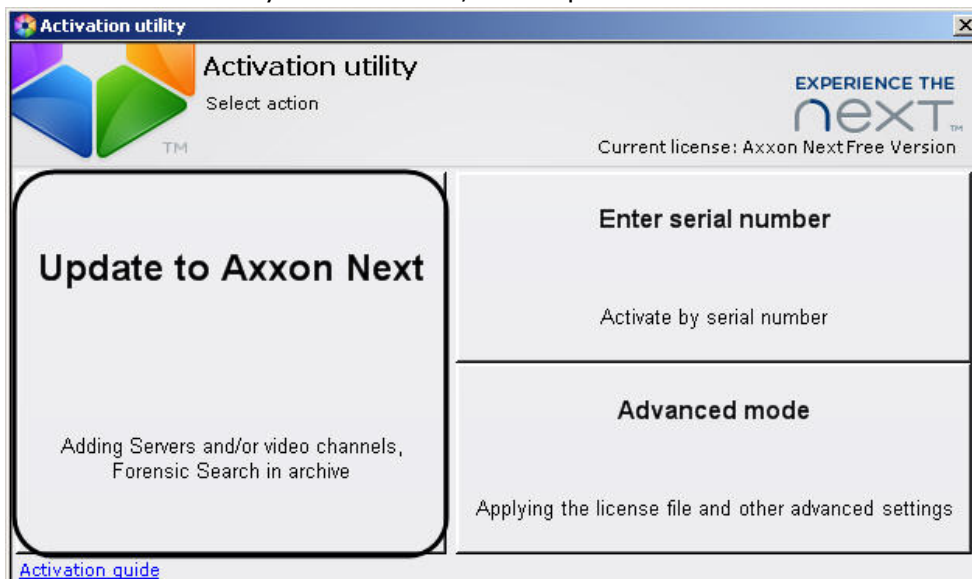 Activation utility
Activation utility
Select action
EXPERIENCE THE
next TM
TM
Current license: Axxon Next Free Version
Update to Axxon Next
Adding Servers and/or video channels,
Forensic Search in archive
Enter serial number
Activate by serial number
Advanced mode
Applying the license file and other advanced settings
Activation guide